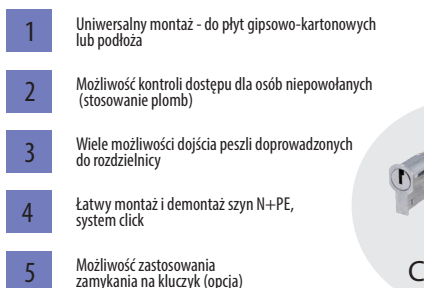 1
Uniwersalny montaż - do płyt gipsowo-kartonowych
lub podłoża
2
Możliwość kontroli dostępu dla osób niepowołanych
(stosowanie plomb)
3
Wiele możliwości dojścia peszli doprowadzonych
do rozdzielnicy
4
Łatwy montaż i demontaż szyn N+PE,
system click
5
Możliwość zastosowania
zamykania na kluczyk (opcja)
C